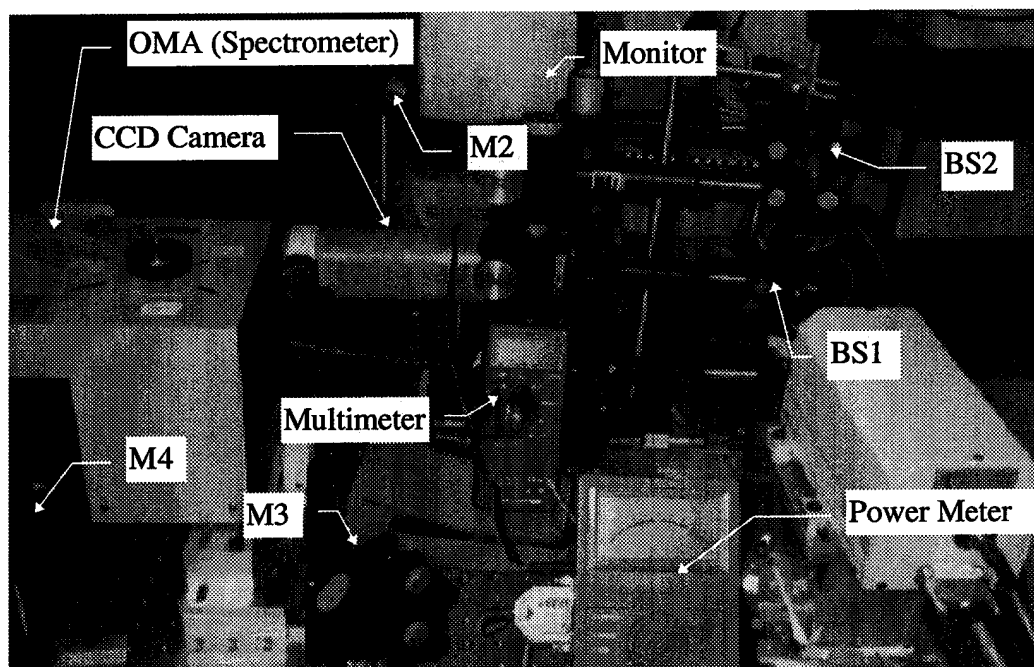 OMA (Spectrometer)
Monitor
CCD Camera
M2
BS2
BS1
Multimeter
M4
M3
Power Meter